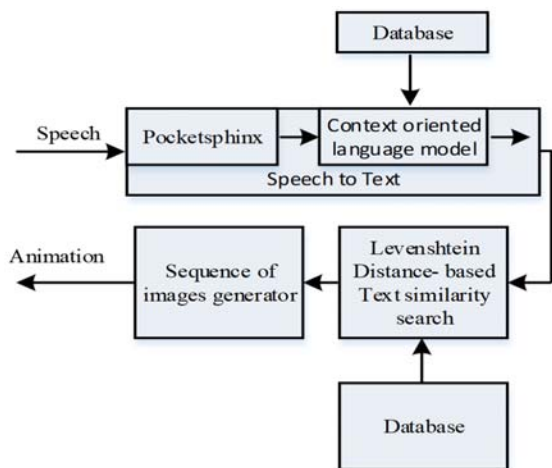 Database
Speech
Pocketsphinx
Context oriented
language model
Speech to Text
Animation
Sequence of
images generator
Levenshtein
Distance- based
Text similarity
search
Database